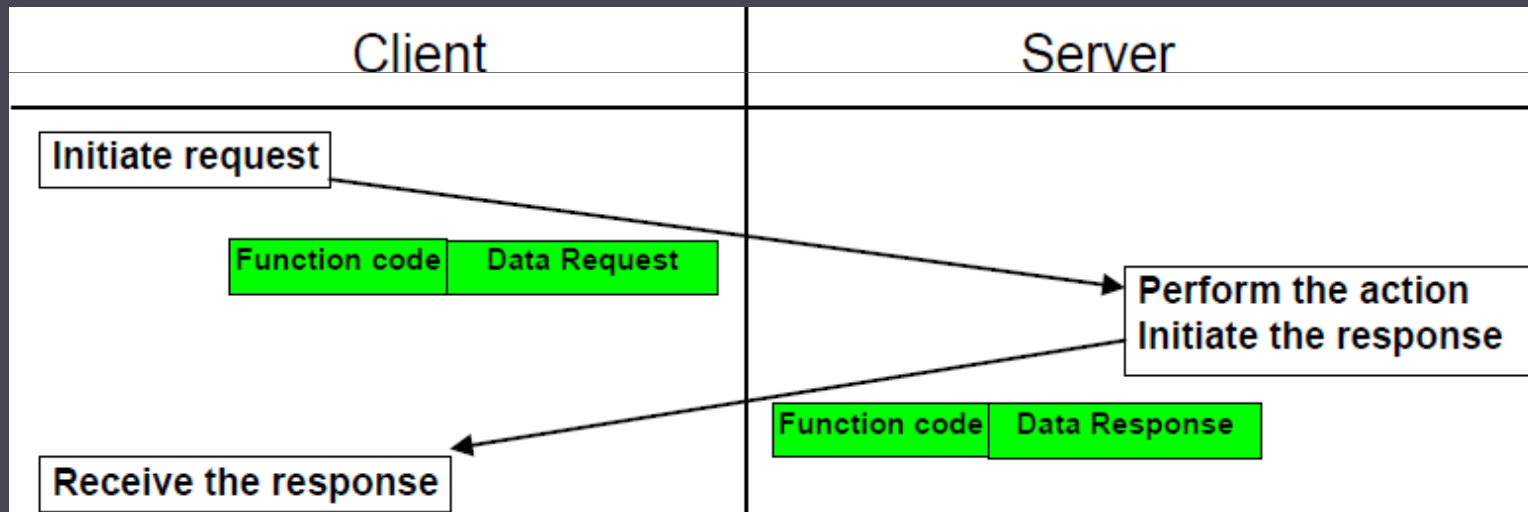 Client
Server
Initiate request
Function code
Data Request
Perform the action
Initiate the response
Function code
Data Response
Receive the response